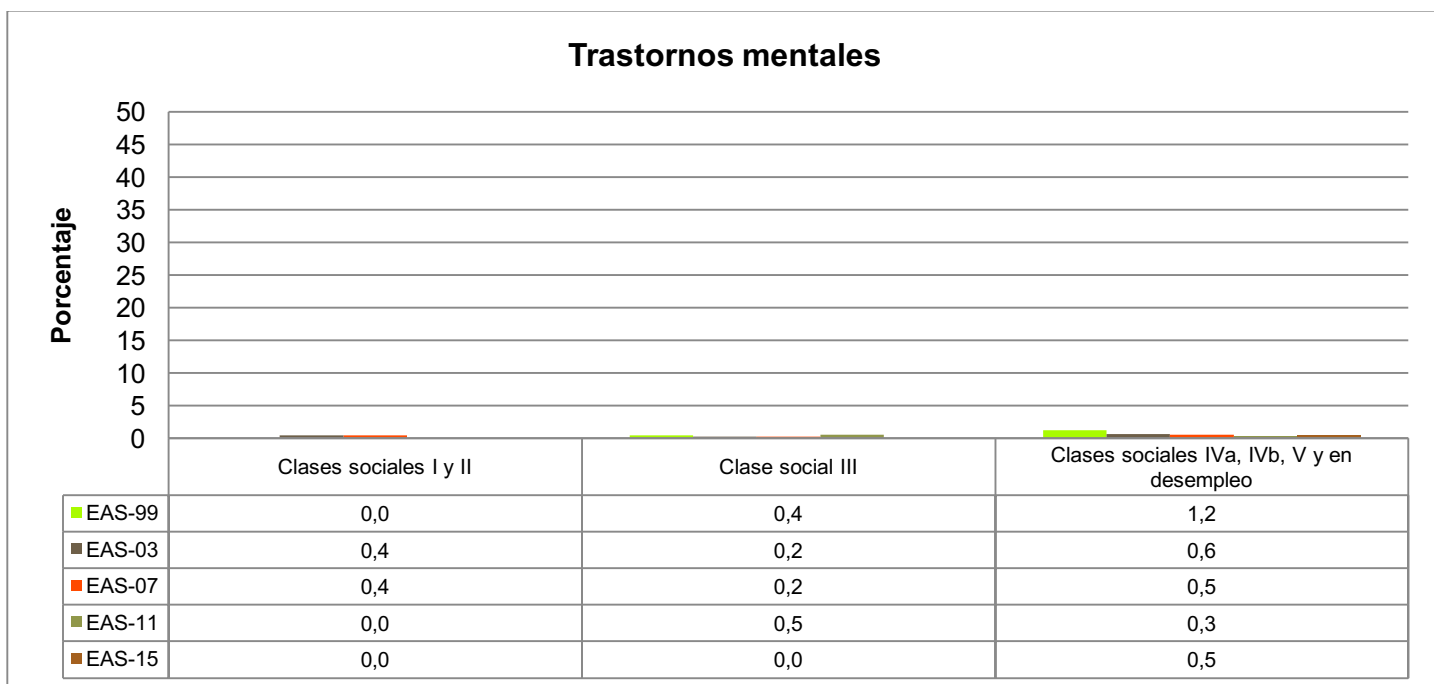 Trastornos mentales
Porcentaje
50
45
40
35
30
25
20
15
10
5
0
Clases sociales I y II
Clase social III
Clases sociales IVa, IVb, V y en
desempleo
EAS-99 0,0 0,4 1,2
EAS-03 0,4 0,2 0,6
EAS-07 0,4 0,2 0,5
EAS-11 0,0 0,5 0,3
EAS-15 0,0 0,0 0,5